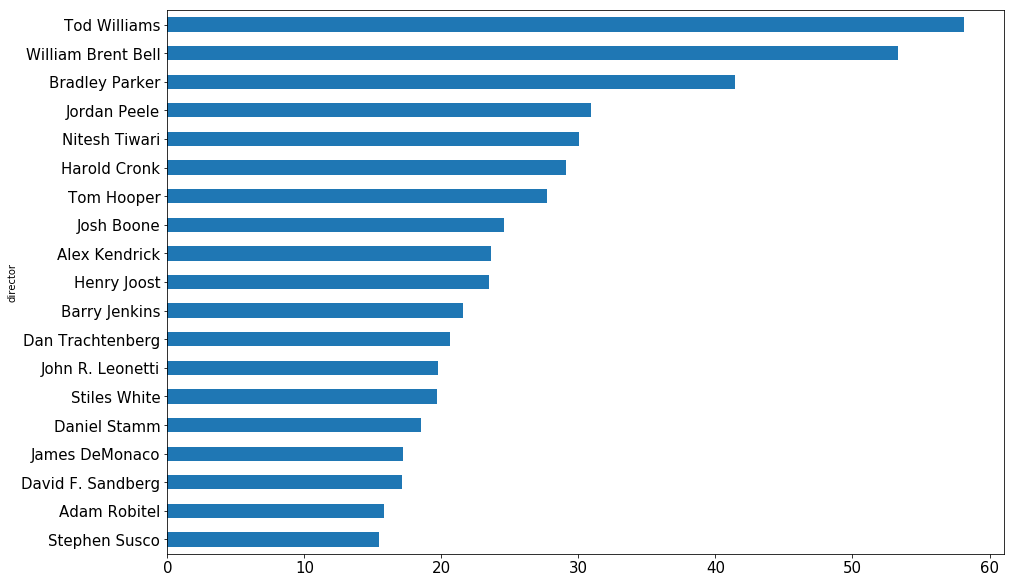 Tod Williams
William Brent Bell
Bradley Parker
Jordan Peele
Nitesh Tiwari
Harold Cronk
Tom Hooper
Josh Boone
Alex Kendrick
Henry Joost
Barry Jenkins
Dan Trachtenberg
John R. Leonetti
Stiles White
Daniel Stamm
James DeMonaco
David F. Sandberg
Adam Robitel
Stephen Susco
director
0 10 20 30 40 50 60